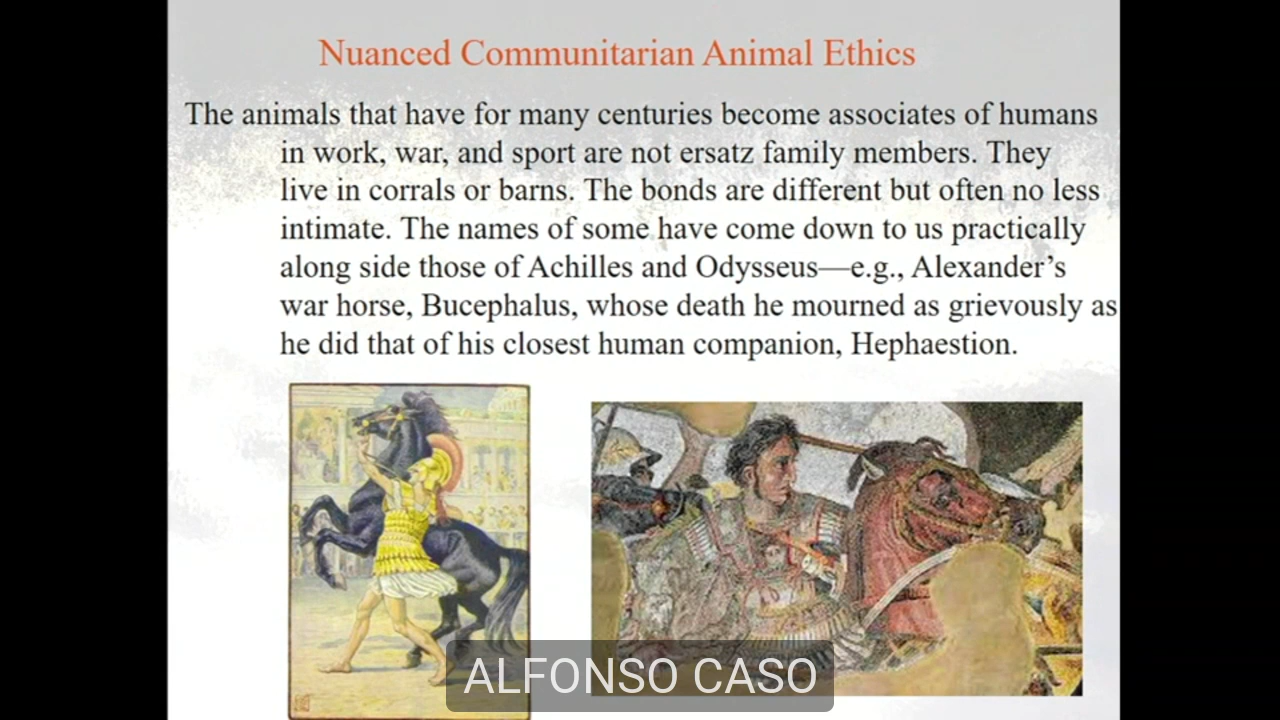 Nuanced Communitarian Animal Ethics
The animals that have for many centuries become associates of humans
in work, war, and sport are not ersatz family members. They
live in corrals or barns. The bonds are different but often no less
intimate. The names of some have come down to us practically
along side those of Achilles and Odysseus—e.g., Alexander’s
war horse, Bucephalus, whose death he mourned as grievously as
he did that of his closest human companion, Hephaestion.
ALFONSO CASO